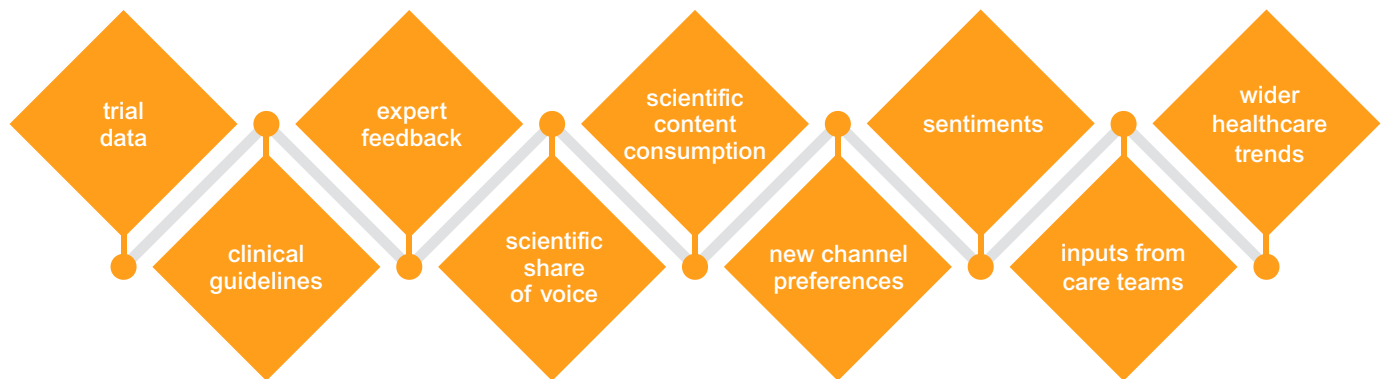 trial
data
clinical
guidelines
expert
feedback
scientific
share
of voice
scientific
content
consumption
new channel
preferences
sentiments
inputs from
care teams
wider
healthcare
trends